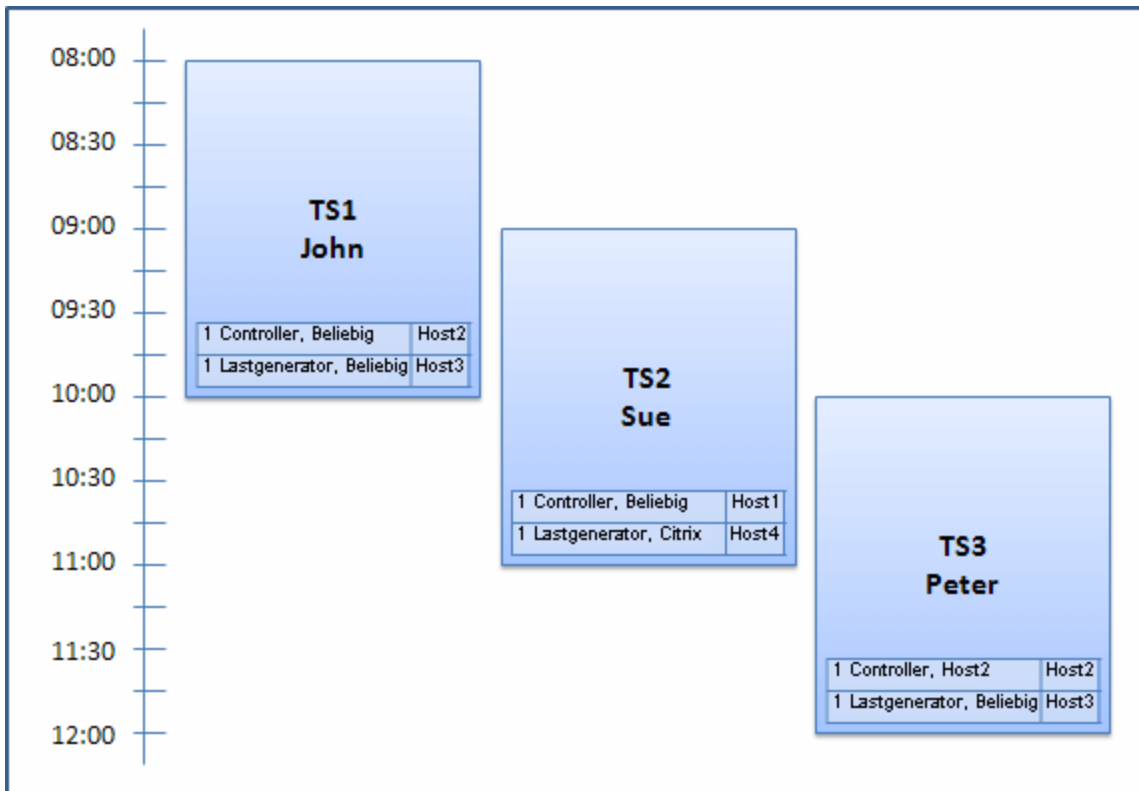 08:00
08:30
09:00
09:30
10:00
10:30
11:00
11:30
12:00
TS1
John
1 Controller, Beliebig Host2
1 Lastgenerator, Beliebig Host3
TS2
Sue
1 Controller, Beliebig Host1
1 Lastgenerator, Citrix Host4
TS3
Peter
1 Controller, Host2 Host2
1 Lastgenerator, Beliebig Host3